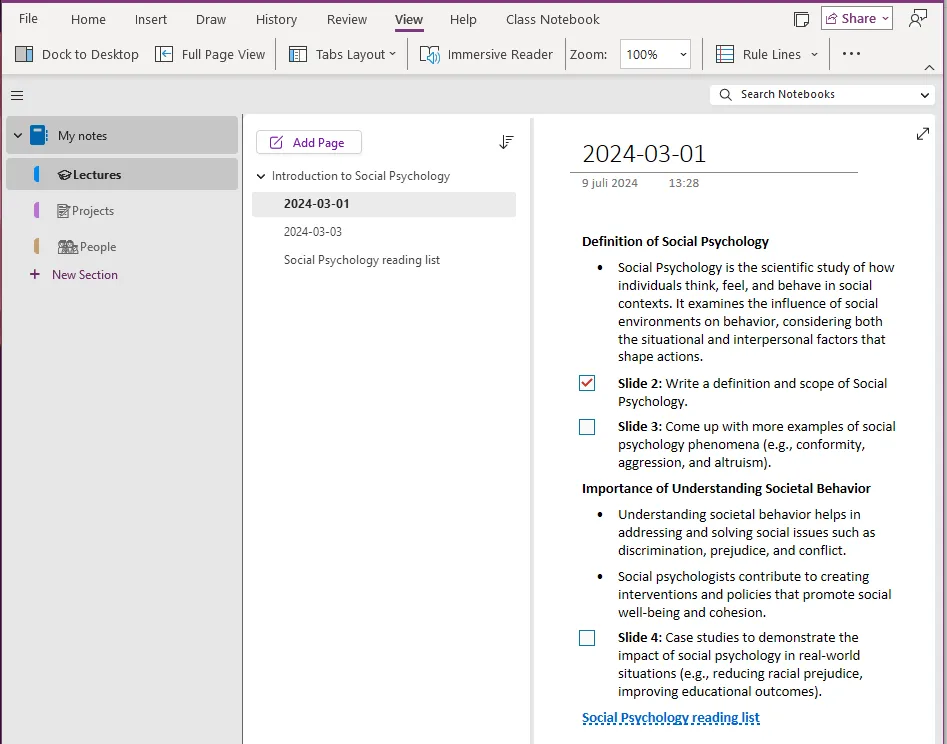 File Home Insert Draw History Review View Help Class Notebook Share
Dock to Desktop Full Page View Tabs Layout Immersive Reader Zoom: 100% Rule Lines ...
Search Notebooks
My notes
Lectures
Projects
People
+ New Section
Add Page
Introduction to Social Psychology
2024-03-01
2024-03-03
Social Psychology reading list
2024-03-01
9 juli 2024 13:28
Definition of Social Psychology
• Social Psychology is the scientific study of how
individuals think, feel, and behave in social
contexts. It examines the influence of social
environments on behavior, considering both
the situational and interpersonal factors that
shape actions.
Slide 2: Write a definition and scope of Social
Psychology.
Slide 3: Come up with more examples of social
psychology phenomena (e.g., conformity,
aggression, and altruism).
Importance of Understanding Societal Behavior
• Understanding societal behavior helps in
addressing and solving social issues such as
discrimination, prejudice, and conflict.
• Social psychologists contribute to creating
interventions and policies that promote social
well-being and cohesion.
Slide 4: Case studies to demonstrate the
impact of social psychology in real-world
situations (e.g., reducing racial prejudice,
improving educational outcomes).
Social Psychology reading list